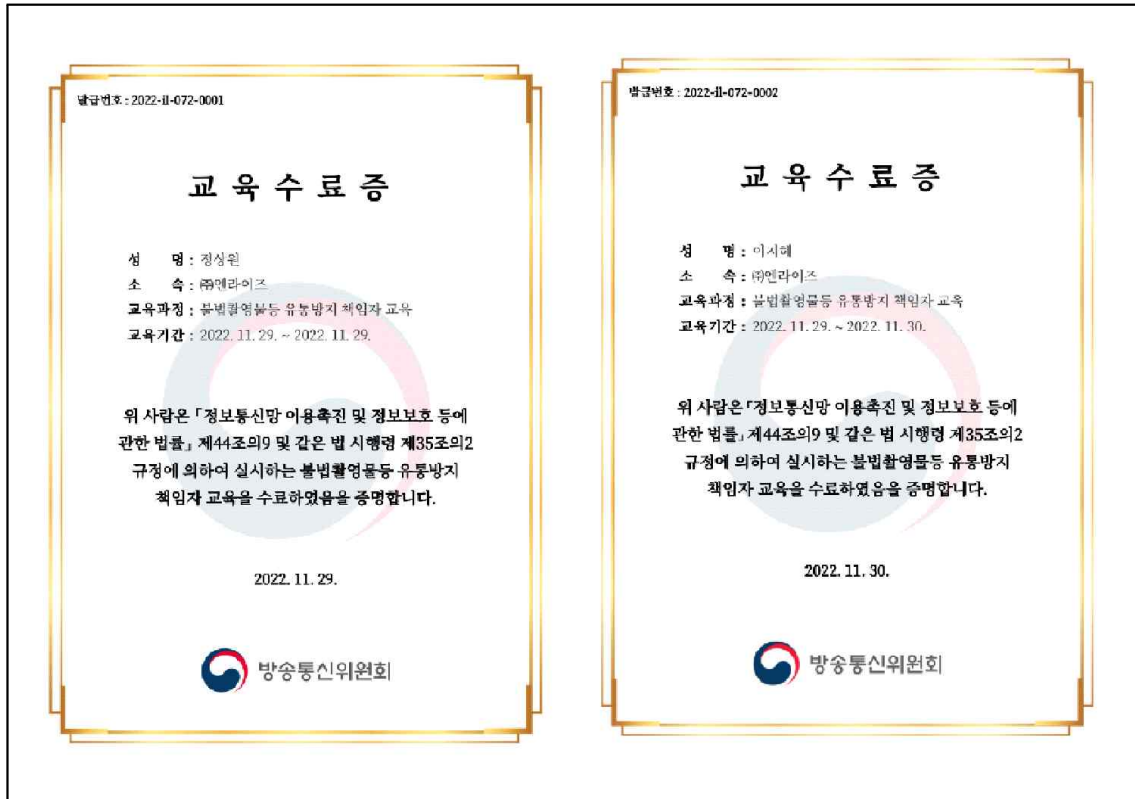 발급번호 : 2022-il-072-0001
교 육 수 료 증
성 명 : 정상원
소 속 : ㈜엔라이즈
교육과정 : 불법촬영물등 유통방지 책임자 교육
교육기간 : 2022. 11. 29. ~ 2022. 11. 29.
위 사람은 「정보통신망 이용촉진 및 정보보호 등에
관한 법률」 제44조의9 및 같은 법 시행령 제35조의2
규정에 의하여 실시하는 불법촬영물등 유통방지
책임자 교육을 수료하였음을 증명합니다.
2022. 11. 29.
방송통신위원회
발급번호 : 2022-il-072-0002
교 육 수 료 증
성 명 : 이시혜
소 속 : ㈜엔라이즈
교육과정 : 불법촬영물등 유통방지 책임자 교육
교육기간 : 2022. 11. 29. ~ 2022. 11. 30.
위 사람은 「정보통신망 이용촉진 및 정보보호 등에
관한 법률」 제44조의9 및 같은 법 시행령 제35조의2
규정에 의하여 실시하는 불법촬영물등 유통방지
책임자 교육을 수료하였음을 증명합니다.
2022. 11. 30.
방송통신위원회